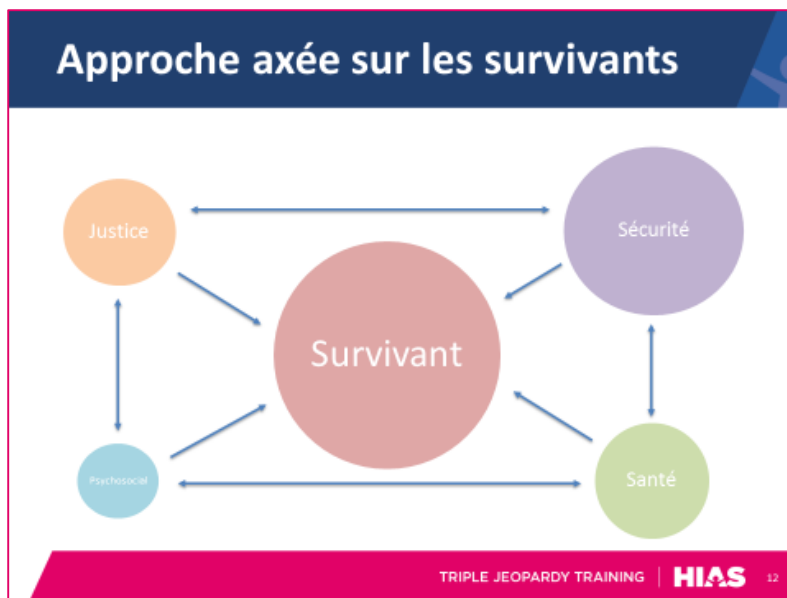 Approche axée sur les survivants
Justice
Sécurité
Survivant
Psychosocial
Santé
TRIPLE JEOPARDY TRAINING
HIAS
12